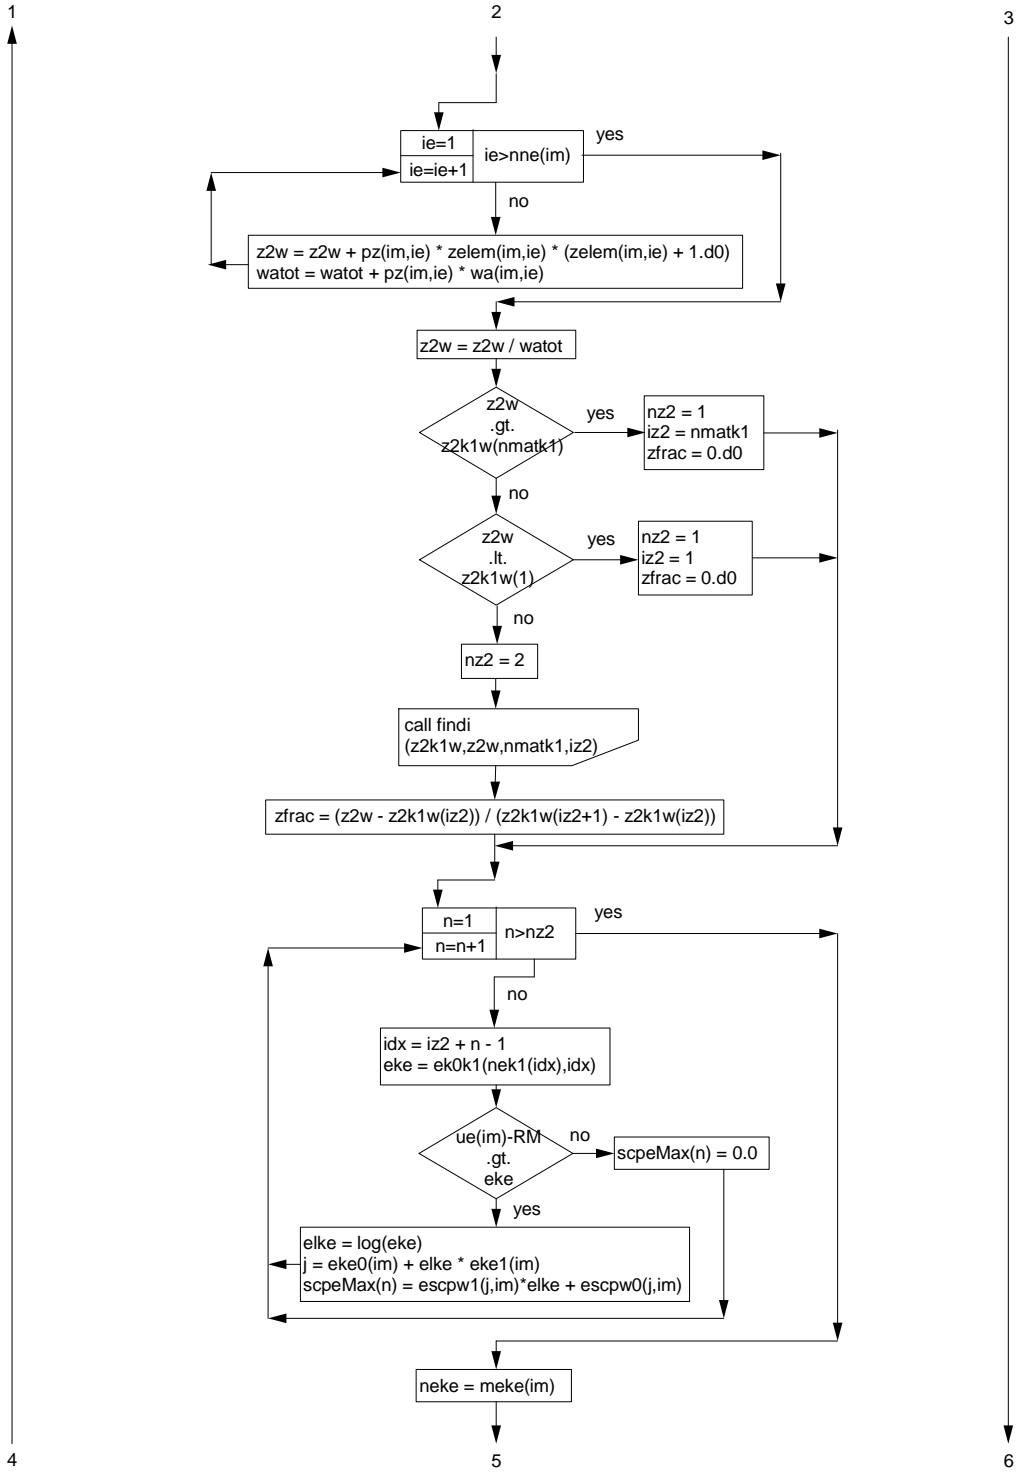 1
2
3
ie=1
ie=ie+1
ie>nne(im)
yes
no
z2w = z2w + pz(im,ie) * zelem(im,ie) * (zelem(im,ie) + 1.d0)
watot = watot + pz(im,ie) * wa(im,ie)
z2w = z2w / watot
z2w
.gt.
z2k1w(nmatk1)
yes
nz2 = 1
iz2 = nmatk1
zfrac = 0.d0
no
z2w
.lt.
z2k1w(1)
yes
nz2 = 1
iz2 = 1
zfrac = 0.d0
no
nz2 = 2
call findi
(z2k1w,z2w,nmatk1,iz2)
zfrac = (z2w - z2k1w(iz2)) / (z2k1w(iz2+1) - z2k1w(iz2))
n=1
n=n+1
n>nz2
yes
no
idx = iz2 + n - 1
eke = ek0k1(nek1(idx),idx)
ue(im)-RM
.gt.
eke
no
scpeMax(n) = 0.0
yes
elke = log(eke)
j = eke0(im) + elke * eke1(im)
scpeMax(n) = escpw1(j,im)*elke + escpw0(j,im)
neke = meke(im)
4
5
6